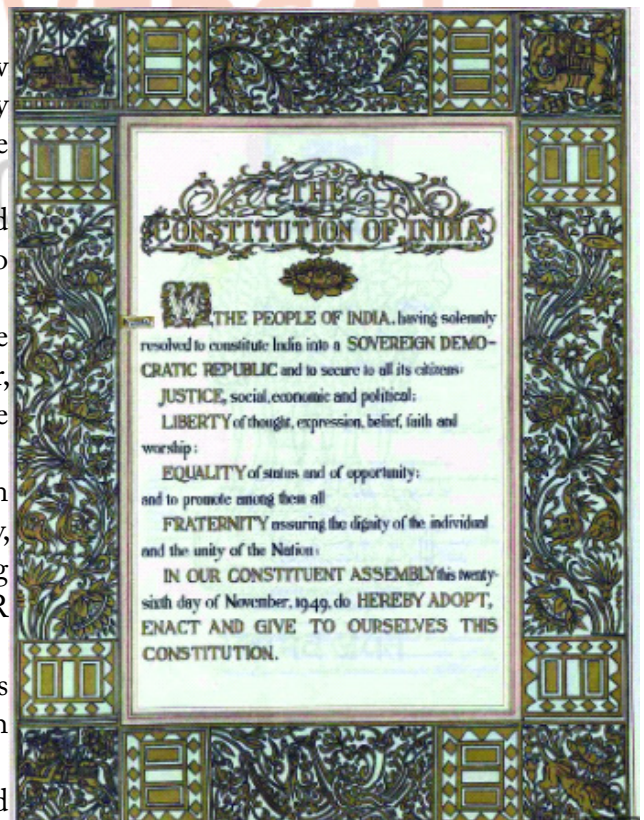 THE
CONSTITUTION OF INDIA
WE, THE PEOPLE OF INDIA, having solemnly
resolved to constitute India into a SOVEREIGN DEMO-
CRATIC REPUBLIC and to secure to all its citizens:
JUSTICE, social, economic and political;
LIBERTY of thought, expression, belief, faith and
worship;
EQUALITY of status and of opportunity;
and to promote among them all
FRATERNITY assuring the dignity of the individual
and the unity of the Nation;
IN OUR CONSTITUENT ASSEMBLY this twenty-
sixth day of November, 1949, do HEREBY ADOPT,
ENACT AND GIVE TO OURSELVES THIS
CONSTITUTION.